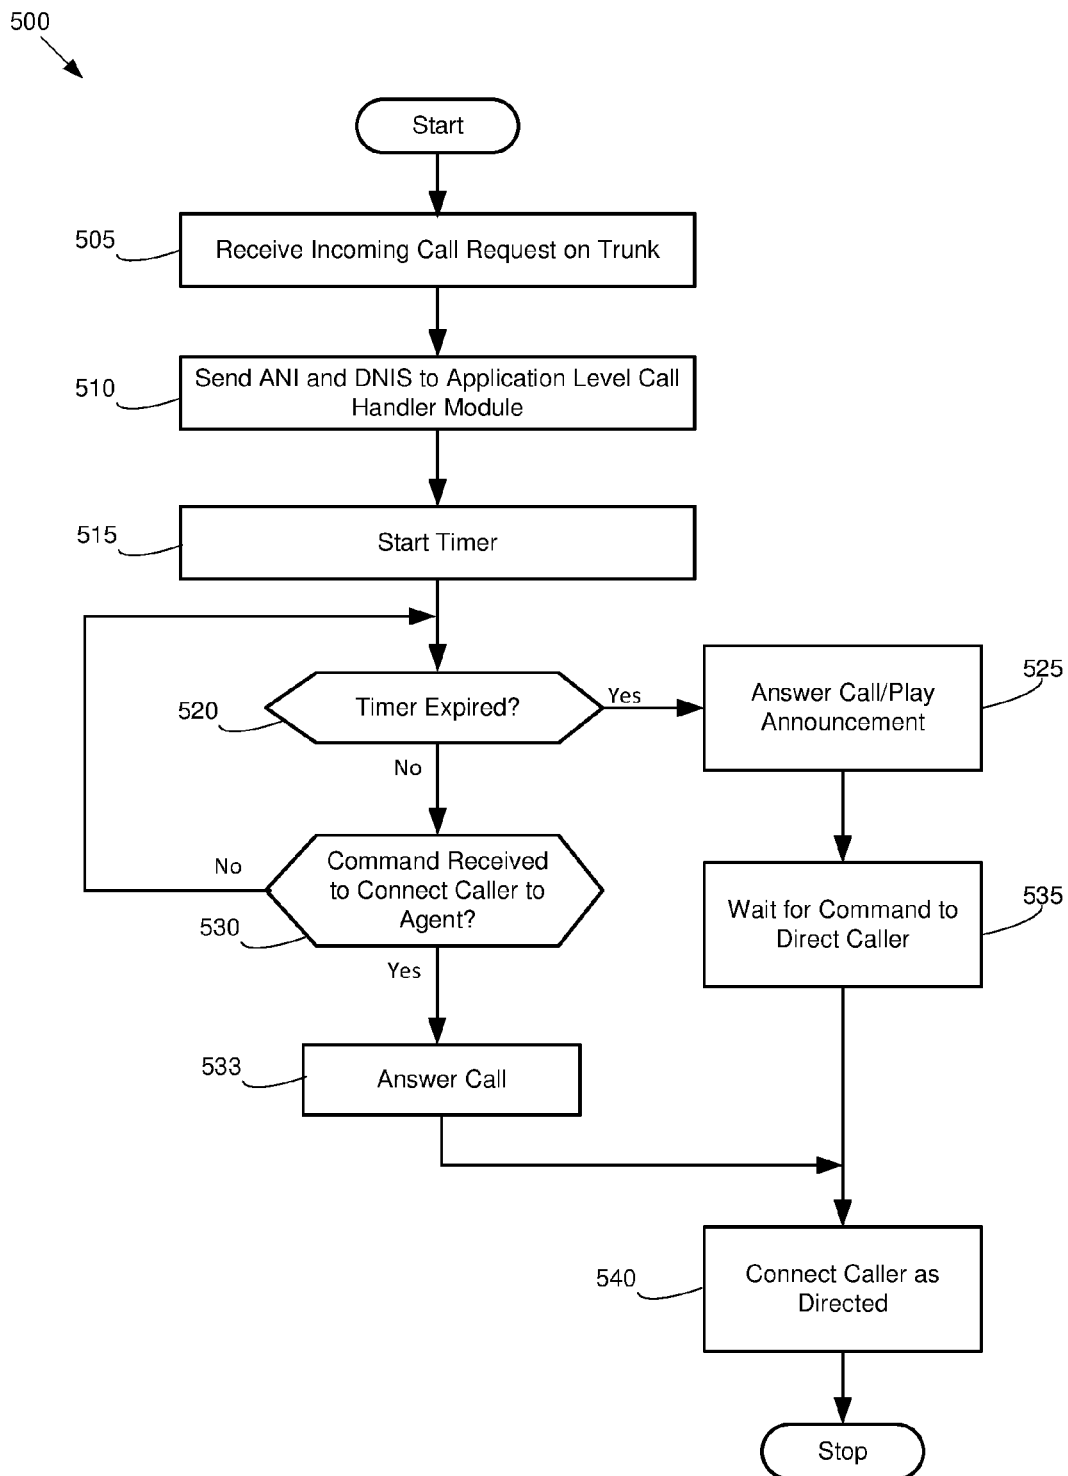 500
Start
505
Receive Incoming Call Request on Trunk
510
Send ANI and DNIS to Application Level Call
Handler Module
515
Start Timer
520
Timer Expired?
Yes
No
525
Answer Call/Play
Announcement
530
Command Received
to Connect Caller to
Agent?
No
Yes
535
Wait for Command to
Direct Caller
533
Answer Call
540
Connect Caller as
Directed
Stop